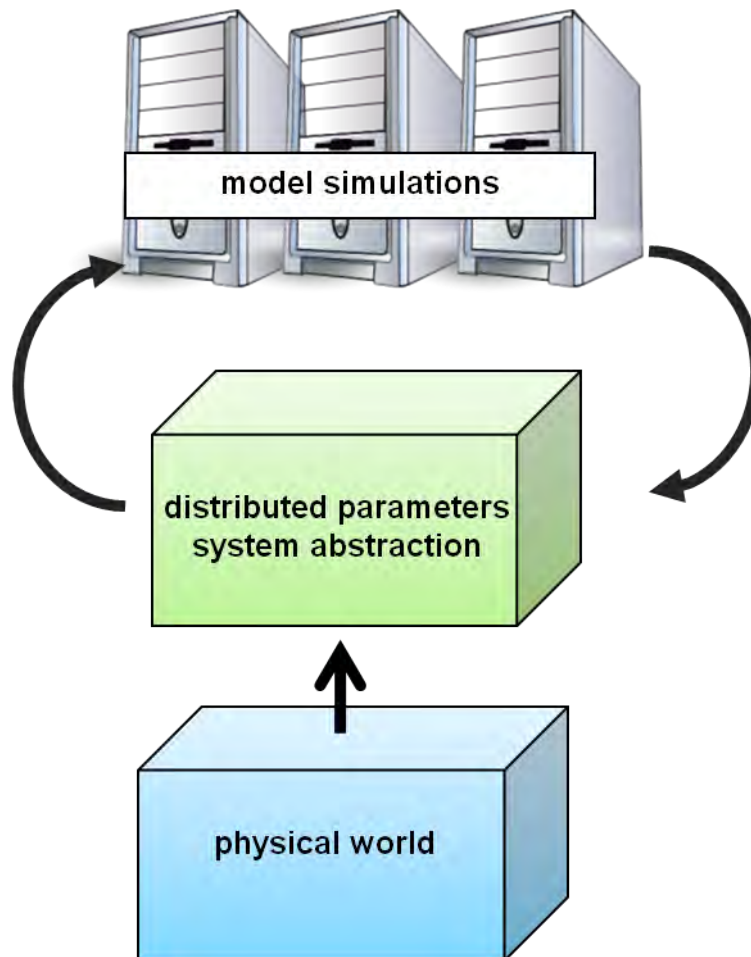 model simulations
distributed parameters
system abstraction
physical world